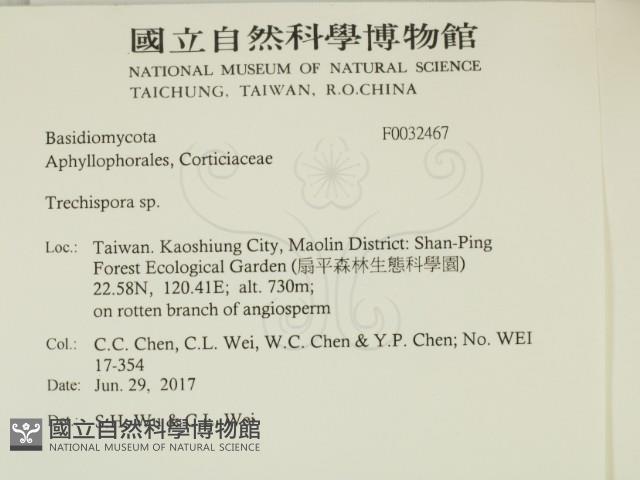 國立自然科學博物館
NATIONAL MUSEUM OF NATURAL SCIENCE
TAICHUNG, TAIWAN, R.O.CHINA
Basidiomycota F0032467
Aphyllophorales, Corticiaceae
Trechispora sp.
Loc.: Taiwan. Kaoshiung City, Maolin District: Shan-Ping
Forest Ecological Garden (扇平森林生態科學園)
22.58N, 120.41E; alt. 730m;
on rotten branch of angiosperm
Col.: C.C. Chen, C.L. Wei, W.C. Chen & Y.P. Chen; No. WEI
17-354
Date: Jun. 29, 2017
Det.: S.H. Wu & C.L. Wei
國立自然科學博物館
NATIONAL MUSEUM OF NATURAL SCIENCE